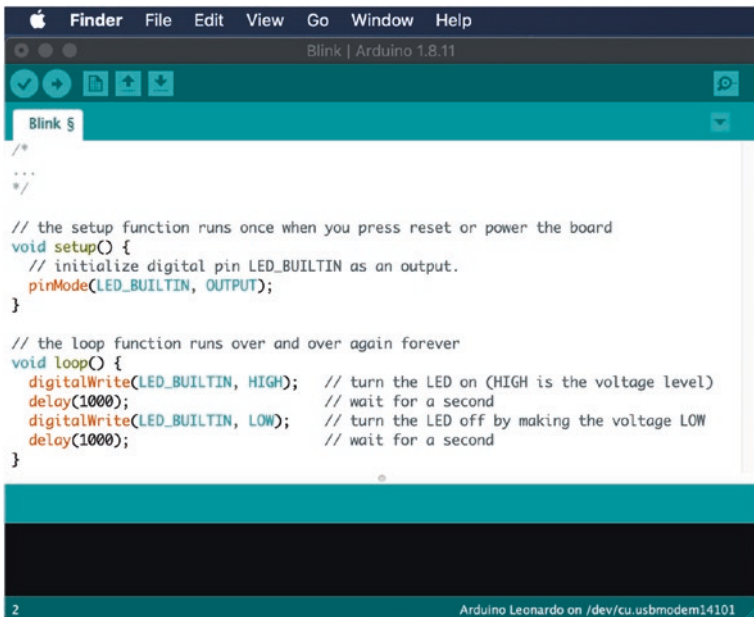 Finder File Edit View Go Window Help
Blink | Arduino 1.8.11
Blink §
/*
...
*/
// the setup function runs once when you press reset or power the board
void setup() {
  // initialize digital pin LED_BUILTIN as an output.
  pinMode(LED_BUILTIN, OUTPUT);
}
// the loop function runs over and over again forever
void loop() {
  digitalWrite(LED_BUILTIN, HIGH);   // turn the LED on (HIGH is the voltage level)
  delay(1000);                       // wait for a second
  digitalWrite(LED_BUILTIN, LOW);    // turn the LED off by making the voltage LOW
  delay(1000);                       // wait for a second
}
2 Arduino Leonardo on /dev/cu.usbmodem14101